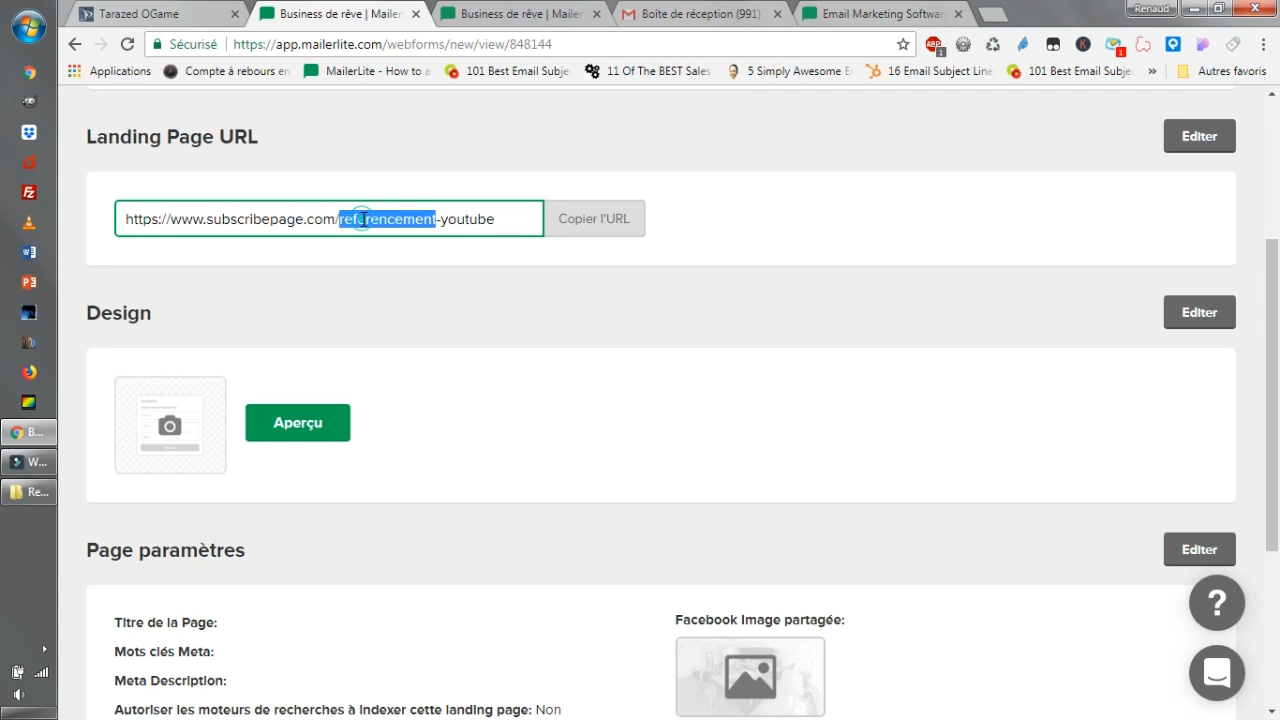 Tarazed OGame
Business de rêve | Mailer
Business de rêve | Mailer
Boîte de réception (991)
Email Marketing Softwar
Renaud
Sécurisé
https://app.mailerlite.com/webforms/new/view/848144
ABP
1
K
1
Applications
Compte à rebours en
MailerLite - How to a
101 Best Email Subje
11 Of The BEST Sales
5 Simply Awesome E
16 Email Subject Line
101 Best Email Subje
»
Autres favoris
Landing Page URL
Editer
https://www.subscribepage.com/referencement-youtube
Copier l'URL
Design
Editer
Aperçu
B...
W...
Re...
Page paramètres
Editer
Titre de la Page:
Mots clés Meta:
Meta Description:
Autoriser les moteurs de recherches à indexer cette landing page: Non
Facebook Image partagée:
?